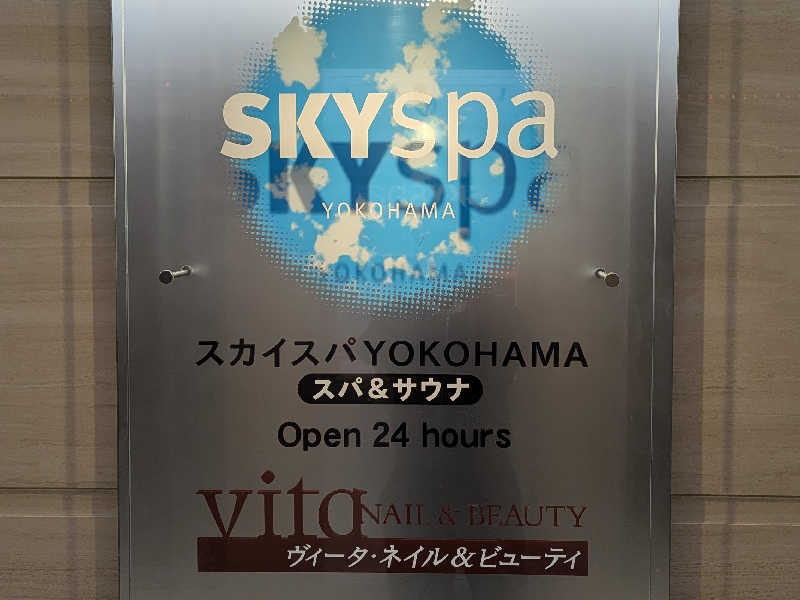 SKYspa
YOKOHAMA
スカイスパYOKOHAMA
スパ&サウナ
Open 24 hours
vita NAIL & BEAUTY
ヴィータ・ネイル&ビューティ